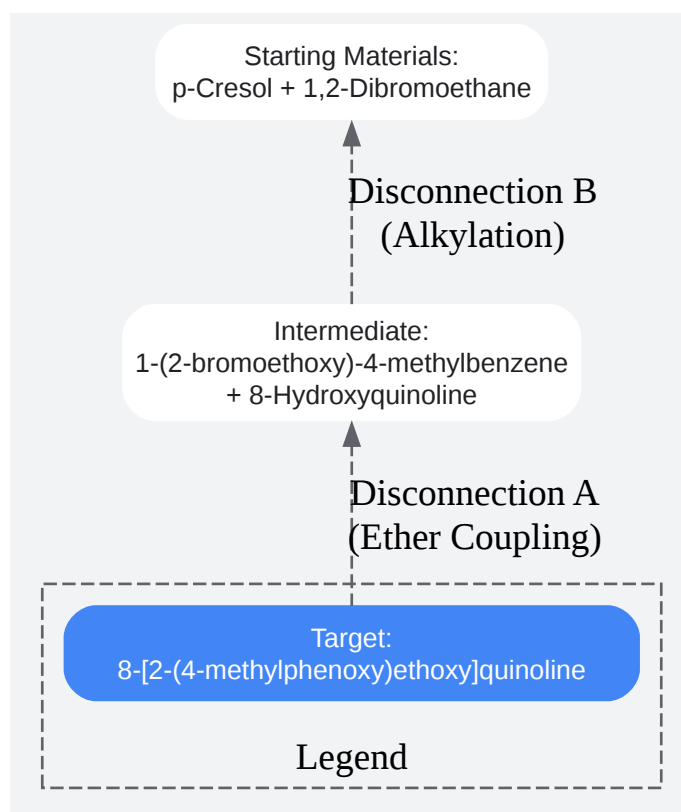 Starting Materials:
p-Cresol + 1,2-Dibromoethane
Disconnection B
(Alkylation)
Intermediate:
1-(2-bromoethoxy)-4-methylbenzene
+ 8-Hydroxyquinoline
Disconnection A
(Ether Coupling)
Target:
8-[2-(4-methylphenoxy)ethoxy]quinoline
Legend